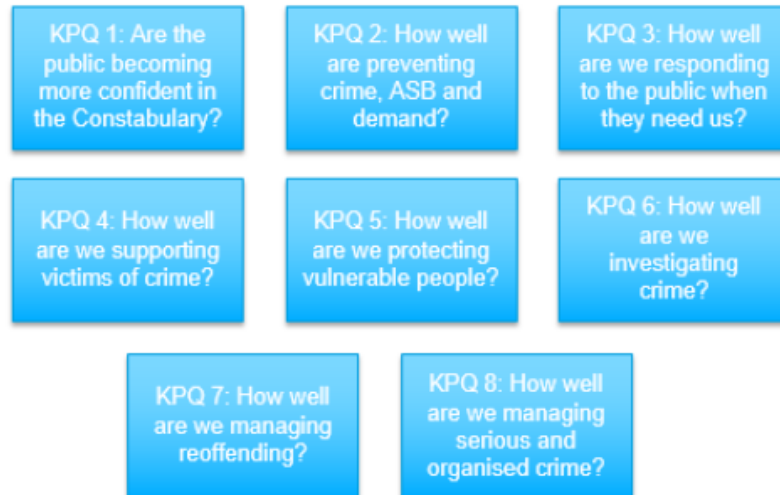 KPQ 1: Are the
public becoming
more confident in
the Constabulary?
KPQ 2: How well
are preventing
crime, ASB and
demand?
KPQ 3: How well
are we responding
to the public when
they need us?
KPQ 4: How well
are we supporting
victims of crime?
KPQ 5: How well
are we protecting
vulnerable people?
KPQ 6: How well
are we
investigating
crime?
KPQ 7: How well
are we managing
reoffending?
KPQ 8: How well
are we managing
serious and
organised crime?